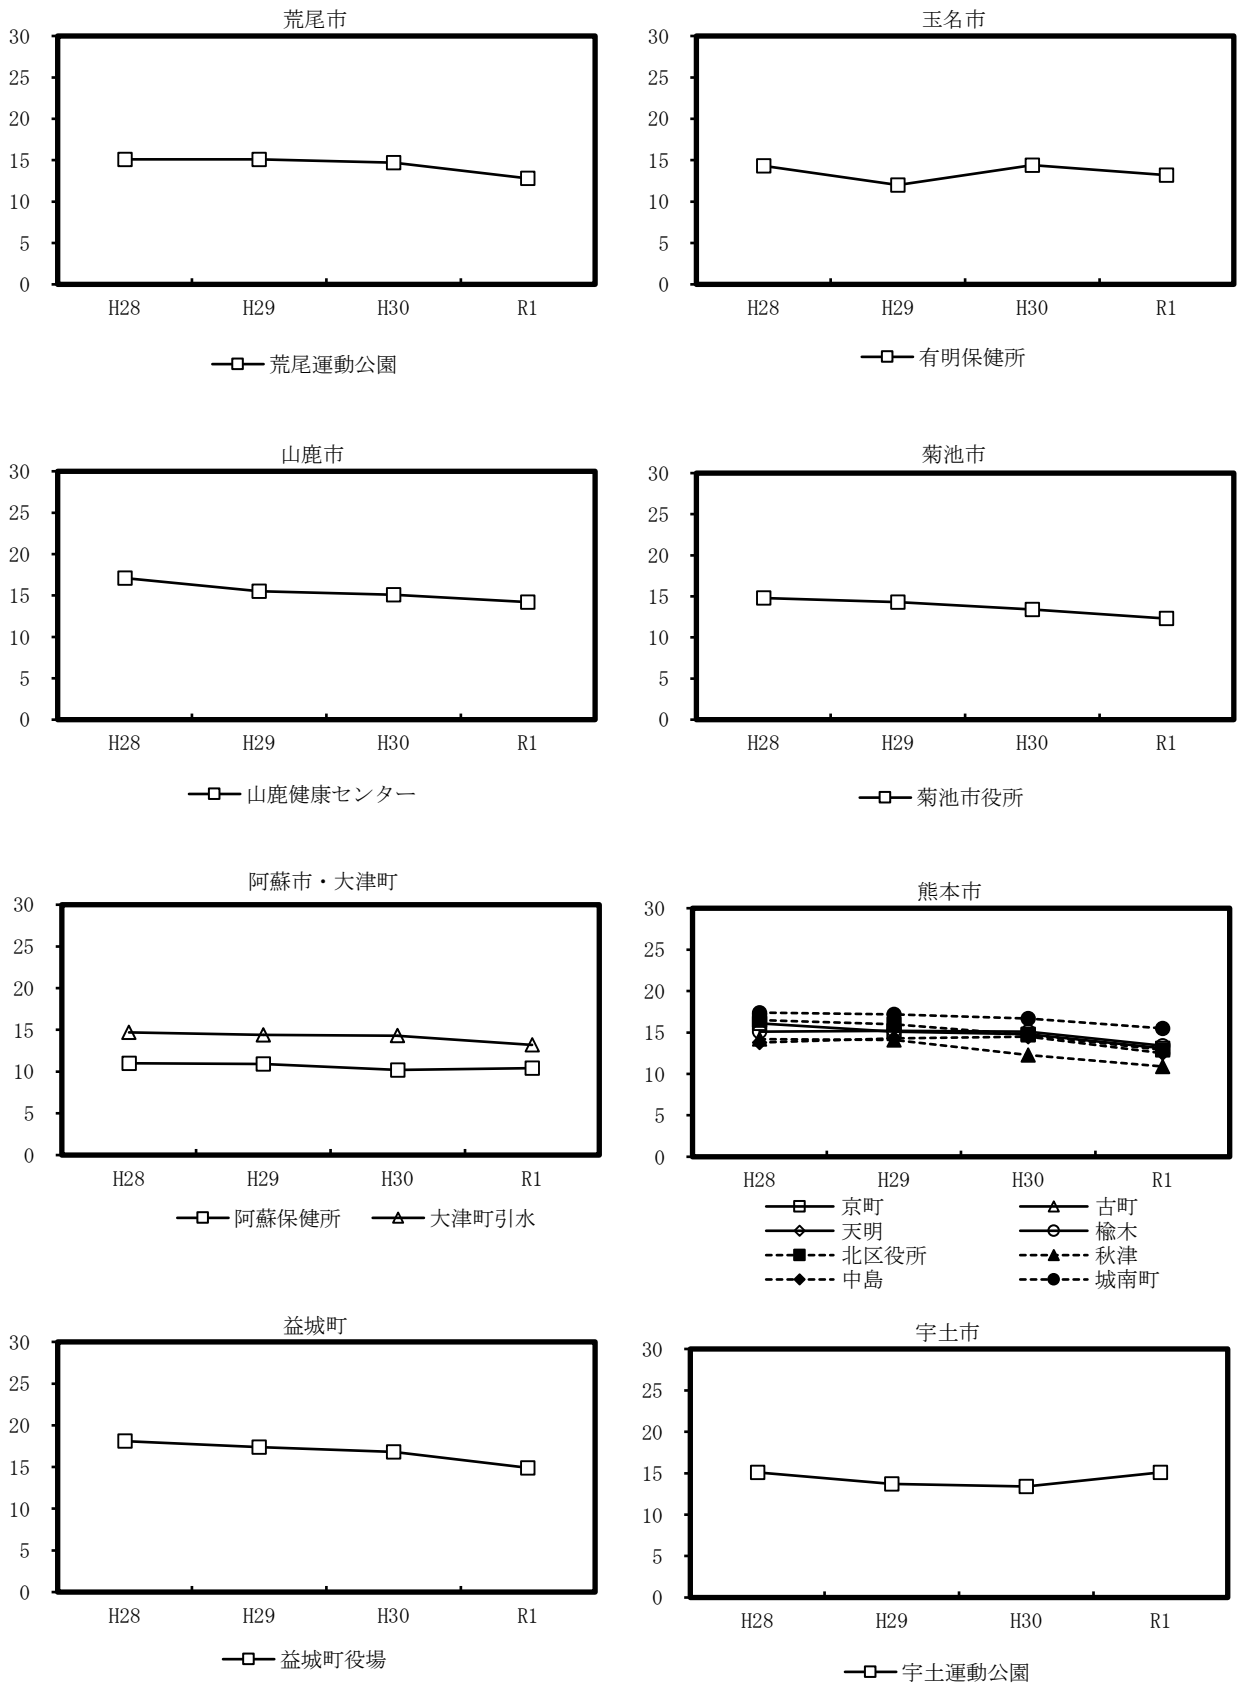 荒尾市
30
25
20
15
10
5
0
H28 H29 H30 R1
荒尾運動公園
玉名市
30
25
20
15
10
5
0
H28 H29 H30 R1
有明保健所
山鹿市
30
25
20
15
10
5
0
H28 H29 H30 R1
山鹿健康センター
菊池市
30
25
20
15
10
5
0
H28 H29 H30 R1
菊池市役所
阿蘇市・大津町
30
25
20
15
10
5
0
H28 H29 H30 R1
阿蘇保健所 大津町引水
熊本市
30
25
20
15
10
5
0
H28 H29 H30 R1
京町 古町
天明 楡木
北区役所 秋津
中島 城南町
益城町
30
25
20
15
10
5
0
H28 H29 H30 R1
益城町役場
宇土市
30
25
20
15
10
5
0
H28 H29 H30 R1
宇土運動公園